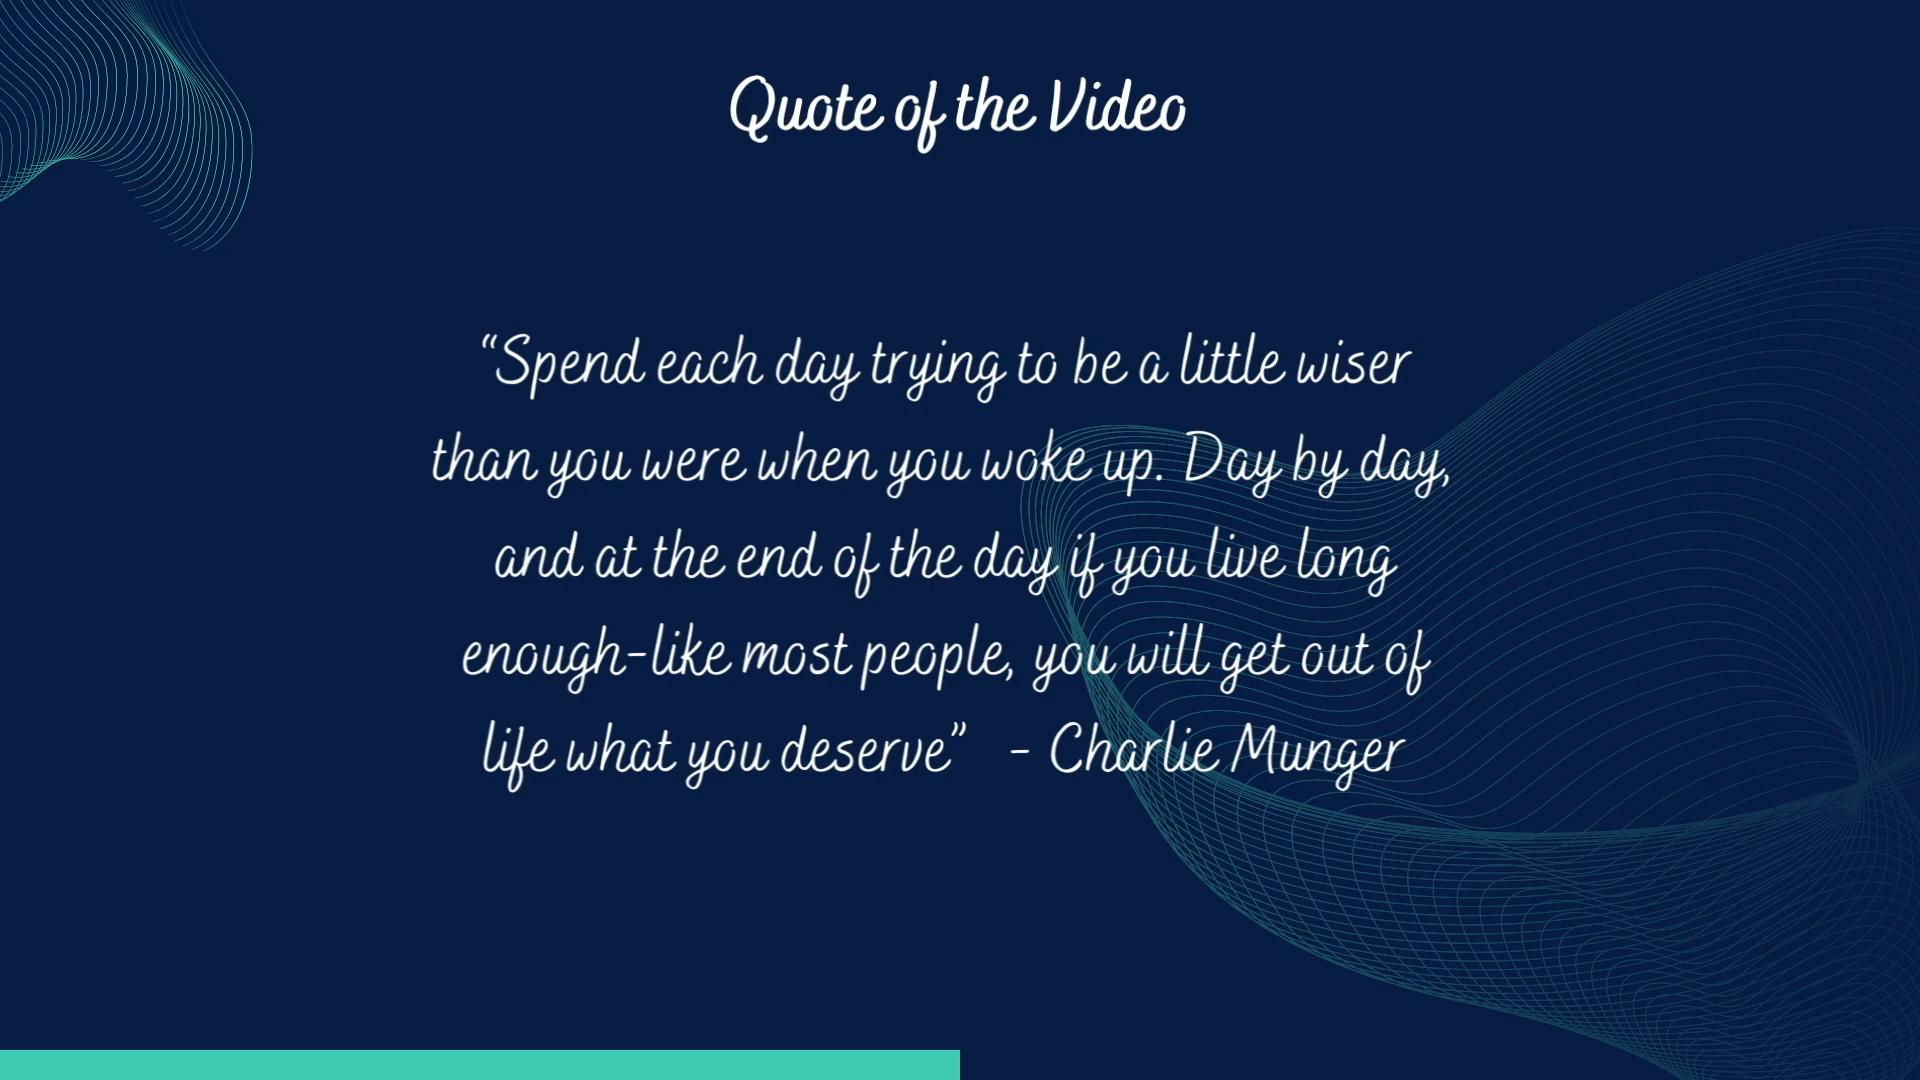 Quote of the Video
“Spend each day trying to be a little wiser
than you were when you woke up. Day by day,
and at the end of the day if you live long
enough-like most people, you will get out of
life what you deserve” - Charlie Munger